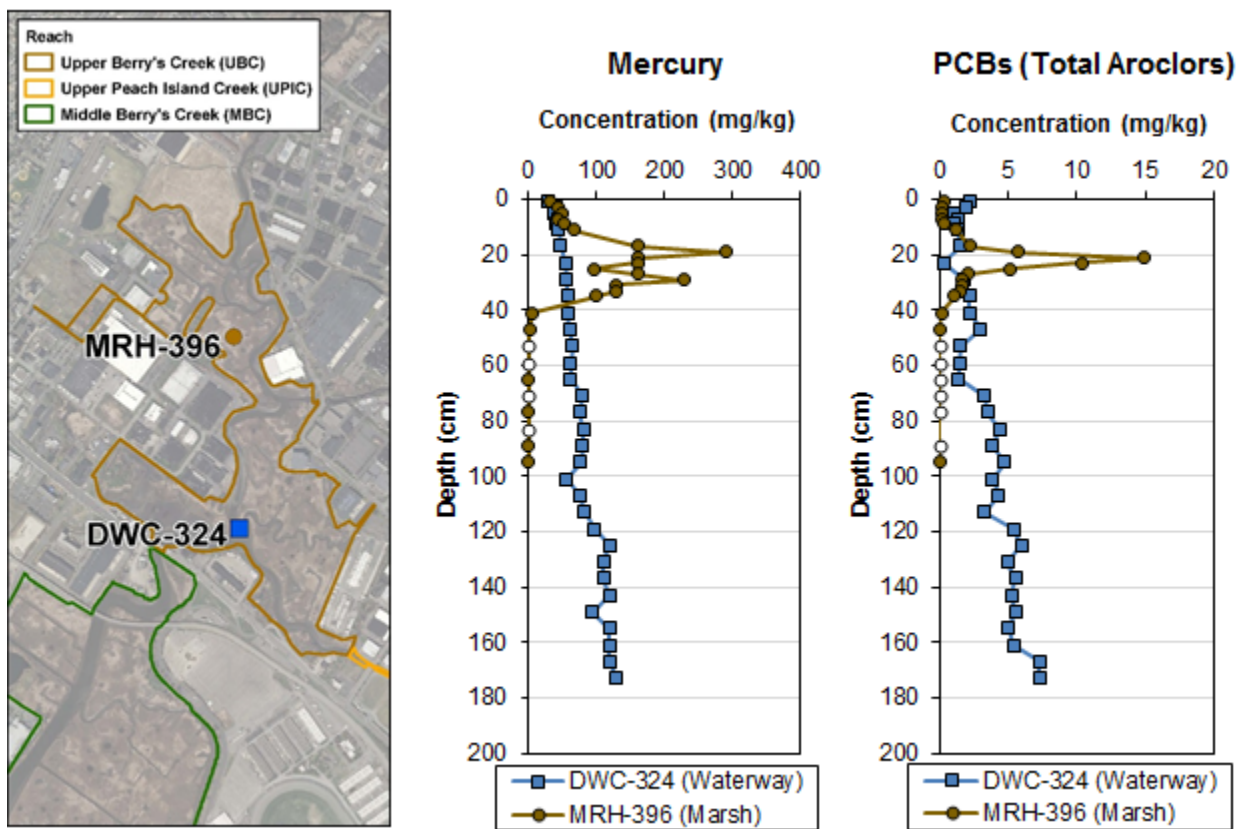 Reach
Upper Berry's Creek (UBC)
Upper Peach Island Creek (UPIC)
Middle Berry's Creek (MBC)
MRH-396
DWC-324
Mercury
Concentration (mg/kg)
0 100 200 300 400
0
20
40
60
80
100
120
140
160
180
200
Depth (cm)
DWC-324 (Waterway)
MRH-396 (Marsh)
PCBs (Total Aroclors)
Concentration (mg/kg)
0 5 10 15 20
0
20
40
60
80
100
120
140
160
180
200
Depth (cm)
DWC-324 (Waterway)
MRH-396 (Marsh)